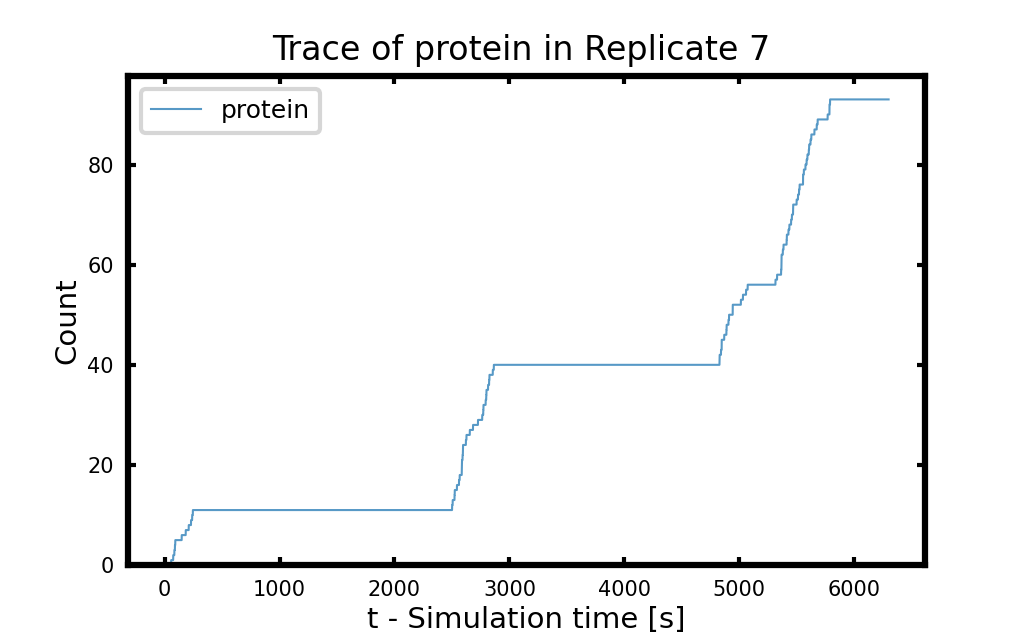 Trace of protein in Replicate 7
protein
80
60
40
20
0
Count
0 1000 2000 3000 4000 5000 6000
t - Simulation time [s]